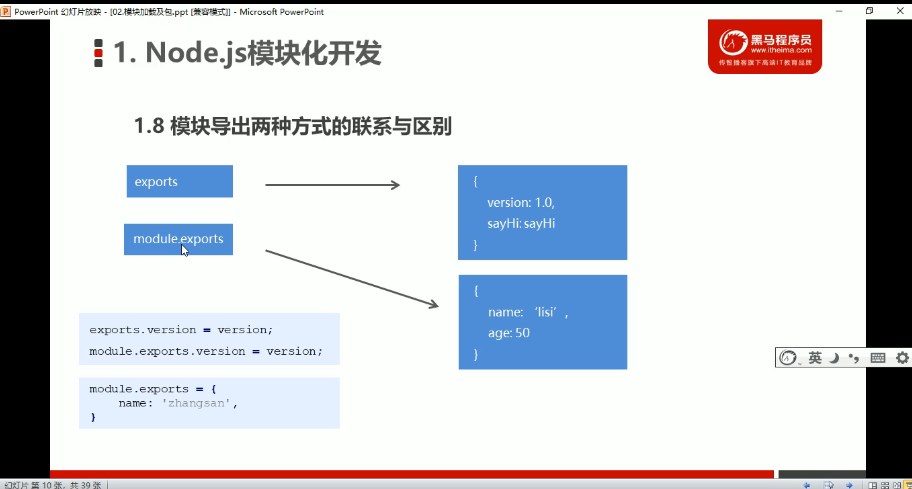 PowerPoint 幻灯片放映 - [02.模块加载及包.ppt [兼容模式]] - Microsoft PowerPoint
1. Node.js模块化开发
黑马程序员
www.itheima.com
传智播客旗下高端IT教育品牌
1.8 模块导出两种方式的联系与区别
exports
module.exports
{
version: 1.0,
sayHi: sayHi
}
{
name: ‘lisi’,
age: 50
}
exports.version = version;
module.exports.version = version;
module.exports = {
name: 'zhangsan',
}
英
幻灯片 第 10 张，共 39 张